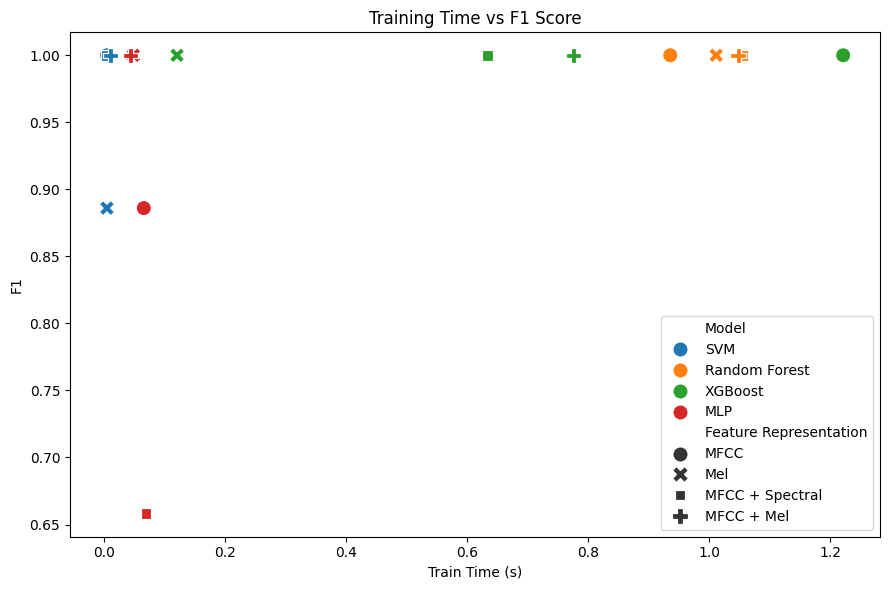 Training Time vs F1 Score
1.00
0.95
0.90
0.85
0.80
0.75
0.70
0.65
F1
0.0 0.2 0.4 0.6 0.8 1.0 1.2
Train Time (s)
Model
SVM
Random Forest
XGBoost
MLP
Feature Representation
MFCC
Mel
MFCC + Spectral
MFCC + Mel